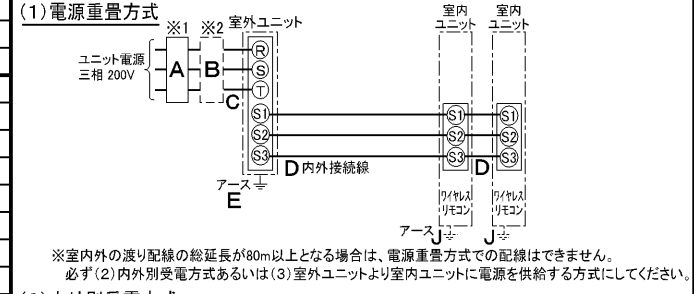 (1)電源重畳方式
※1 ※2 室外ユニット
室内
ユニット
室内
ユニット
ユニット電源
三相 200V
A
B
C
R
S
T
S1
S2
S3
S1
S2
S3
S1
S2
S3
D 内外接続線
D
アース
E
ワイヤレス
リモコン
ワイヤレス
リモコン
アース J
J
※室内外の渡り配線の総延長が80m以上となる場合は、電源重畳方式での配線はできません。
必ず(2)内外別受電方式あるいは(3)室外ユニットより室内ユニットに電源を供給する方式にしてください。